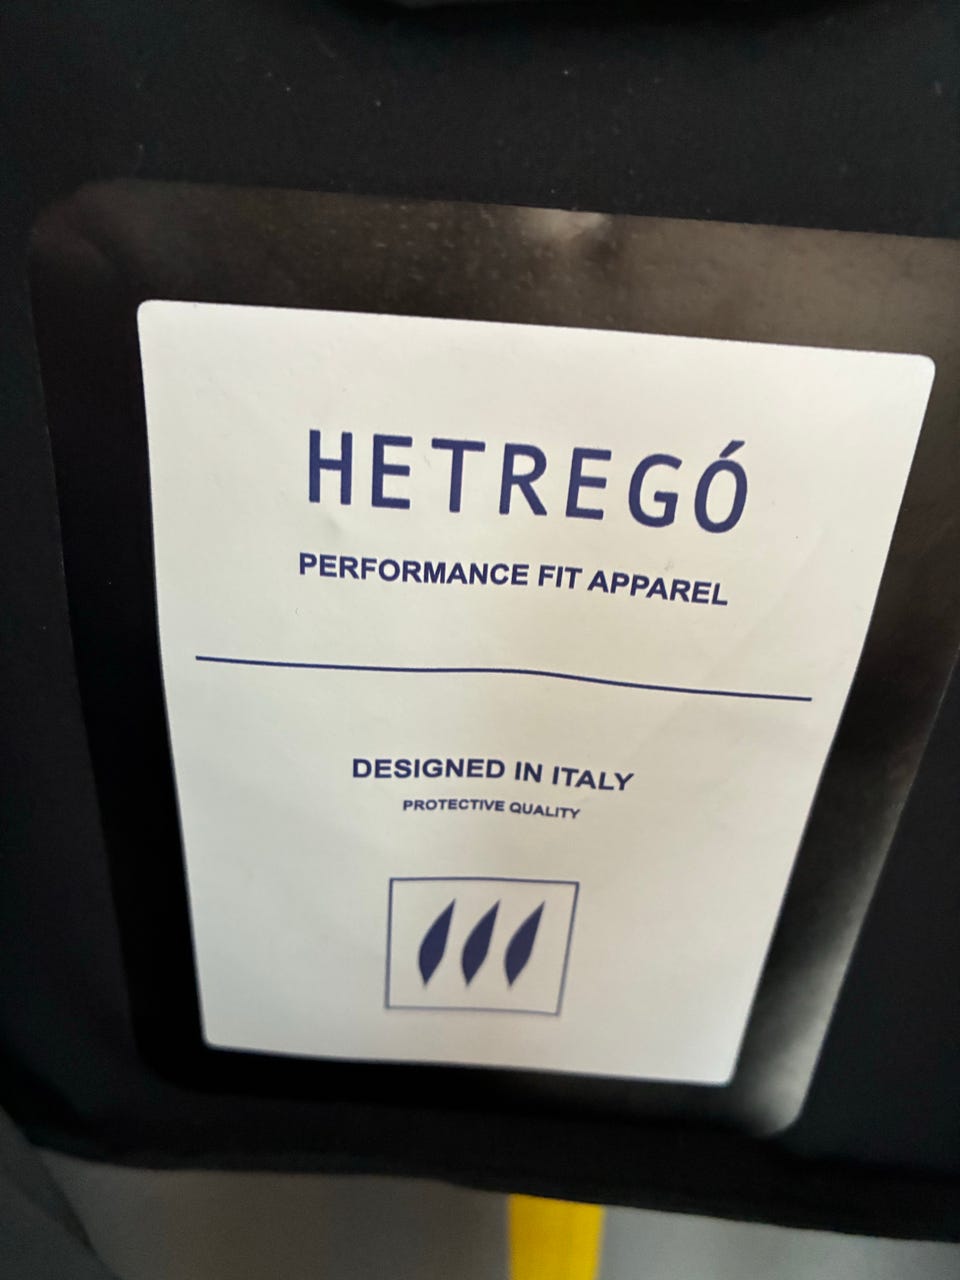 HETREGÓ
PERFORMANCE FIT APPAREL
DESIGNED IN ITALY
PROTECTIVE QUALITY